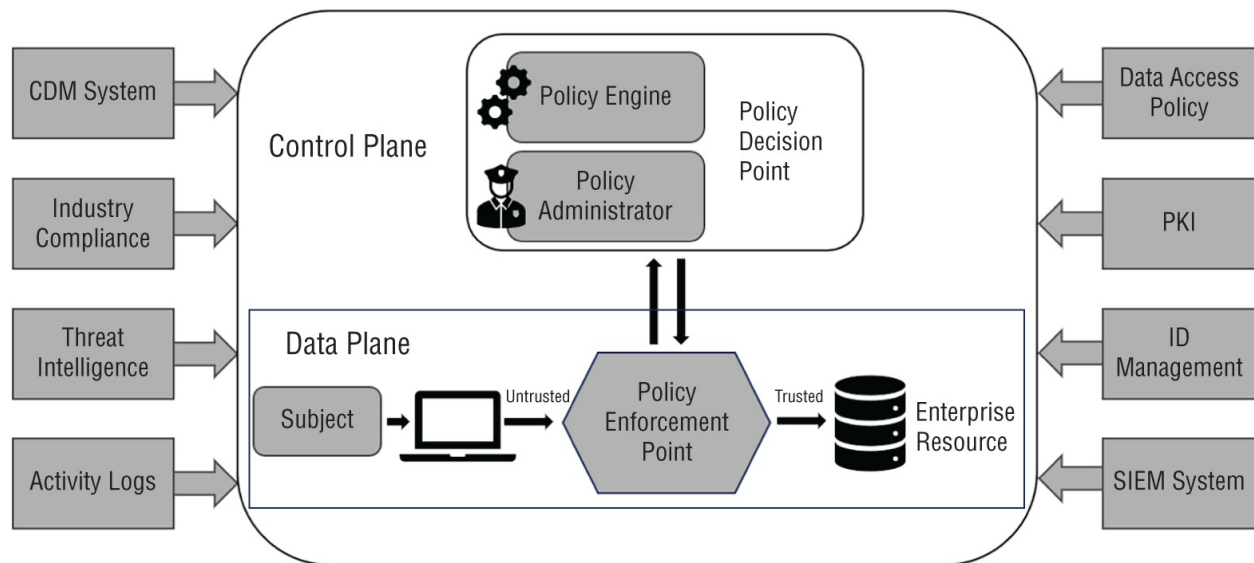 CDM System
Industry
Compliance
Threat
Intelligence
Activity Logs
Control Plane
Policy Engine
Policy
Administrator
Policy
Decision
Point
Data Plane
Subject
Untrusted
Policy
Enforcement
Point
Trusted
Enterprise
Resource
Data Access
Policy
PKI
ID
Management
SIEM System